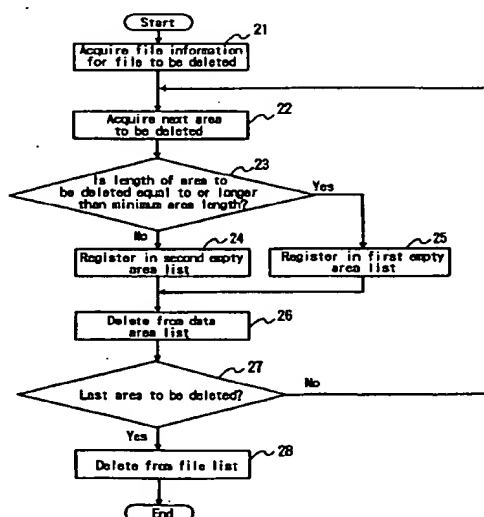 Start
21
Acquire file information
for file to be deleted
Acquire next area
to be deleted
22
23
Is length of area to
be deleted equal to or longer
than minimum area length?
Yes
No
24
25
Register in second empty
area list
Register in first empty
area list
26
Delete from data
area list
27
Last area to be deleted?
No
Yes
28
Delete from file list
End